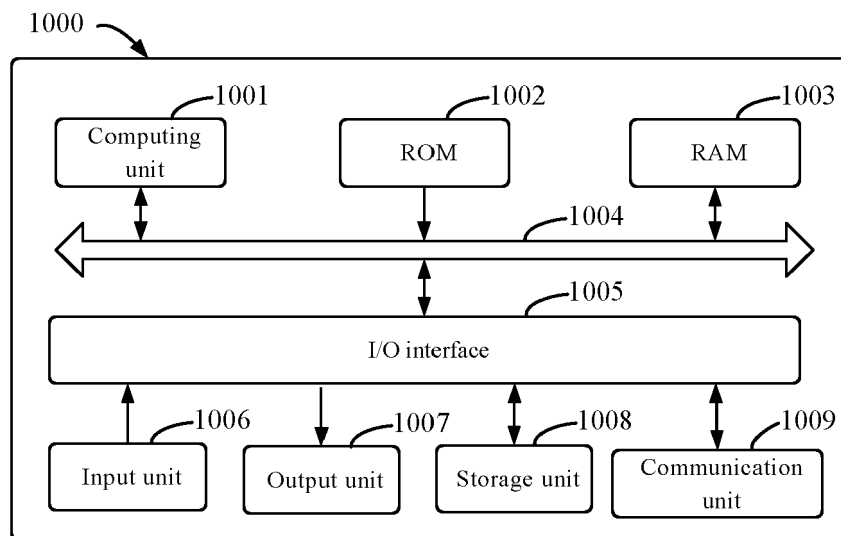 1000
1001
1002
1003
Computing
unit
ROM
RAM
1004
1005
I/O interface
1006
1007
1008
1009
Input unit
Output unit
Storage unit
Communication
unit